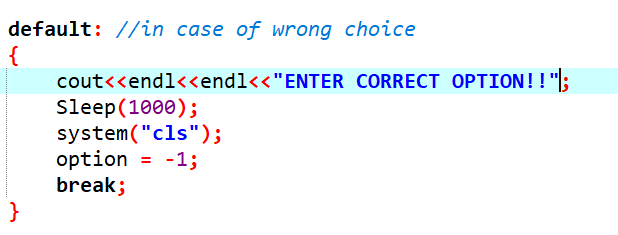 default: //in case of wrong choice
{
    cout<<endl<<endl<<"ENTER CORRECT OPTION!!";
    Sleep(1000);
    system("cls");
    option = -1;
    break;
}